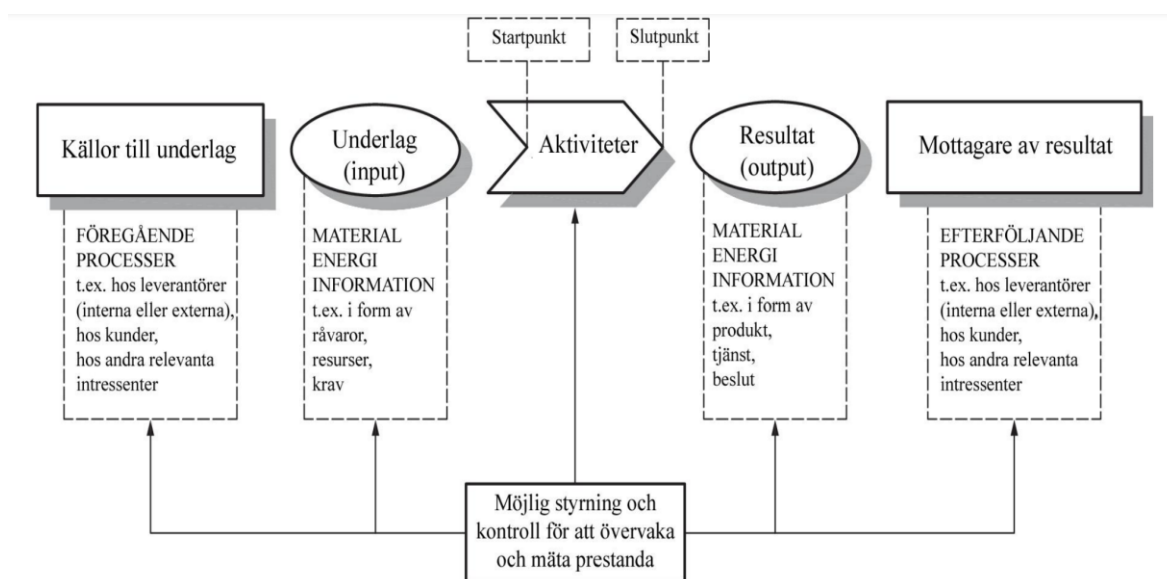 Startpunkt
Slutpunkt
Källor till underlag
Underlag
(input)
Aktiviteter
Resultat
(output)
Mottagare av resultat
FÖREGÅENDE
PROCESSER
t.ex. hos leverantörer
(interna eller externa),
hos kunder,
hos andra relevanta
intressenter
MATERIAL
ENERGI
INFORMATION
t.ex. i form av
råvaror,
resurser,
krav
MATERIAL
ENERGI
INFORMATION
t.ex. i form av
produkt,
tjänst,
beslut
EFTERFÖLJANDE
PROCESSER
t.ex. hos leverantörer
(interna eller externa),
hos kunder,
hos andra relevanta
intressenter
Möjlig styrning och
kontroll för att övervaka
och mäta prestanda